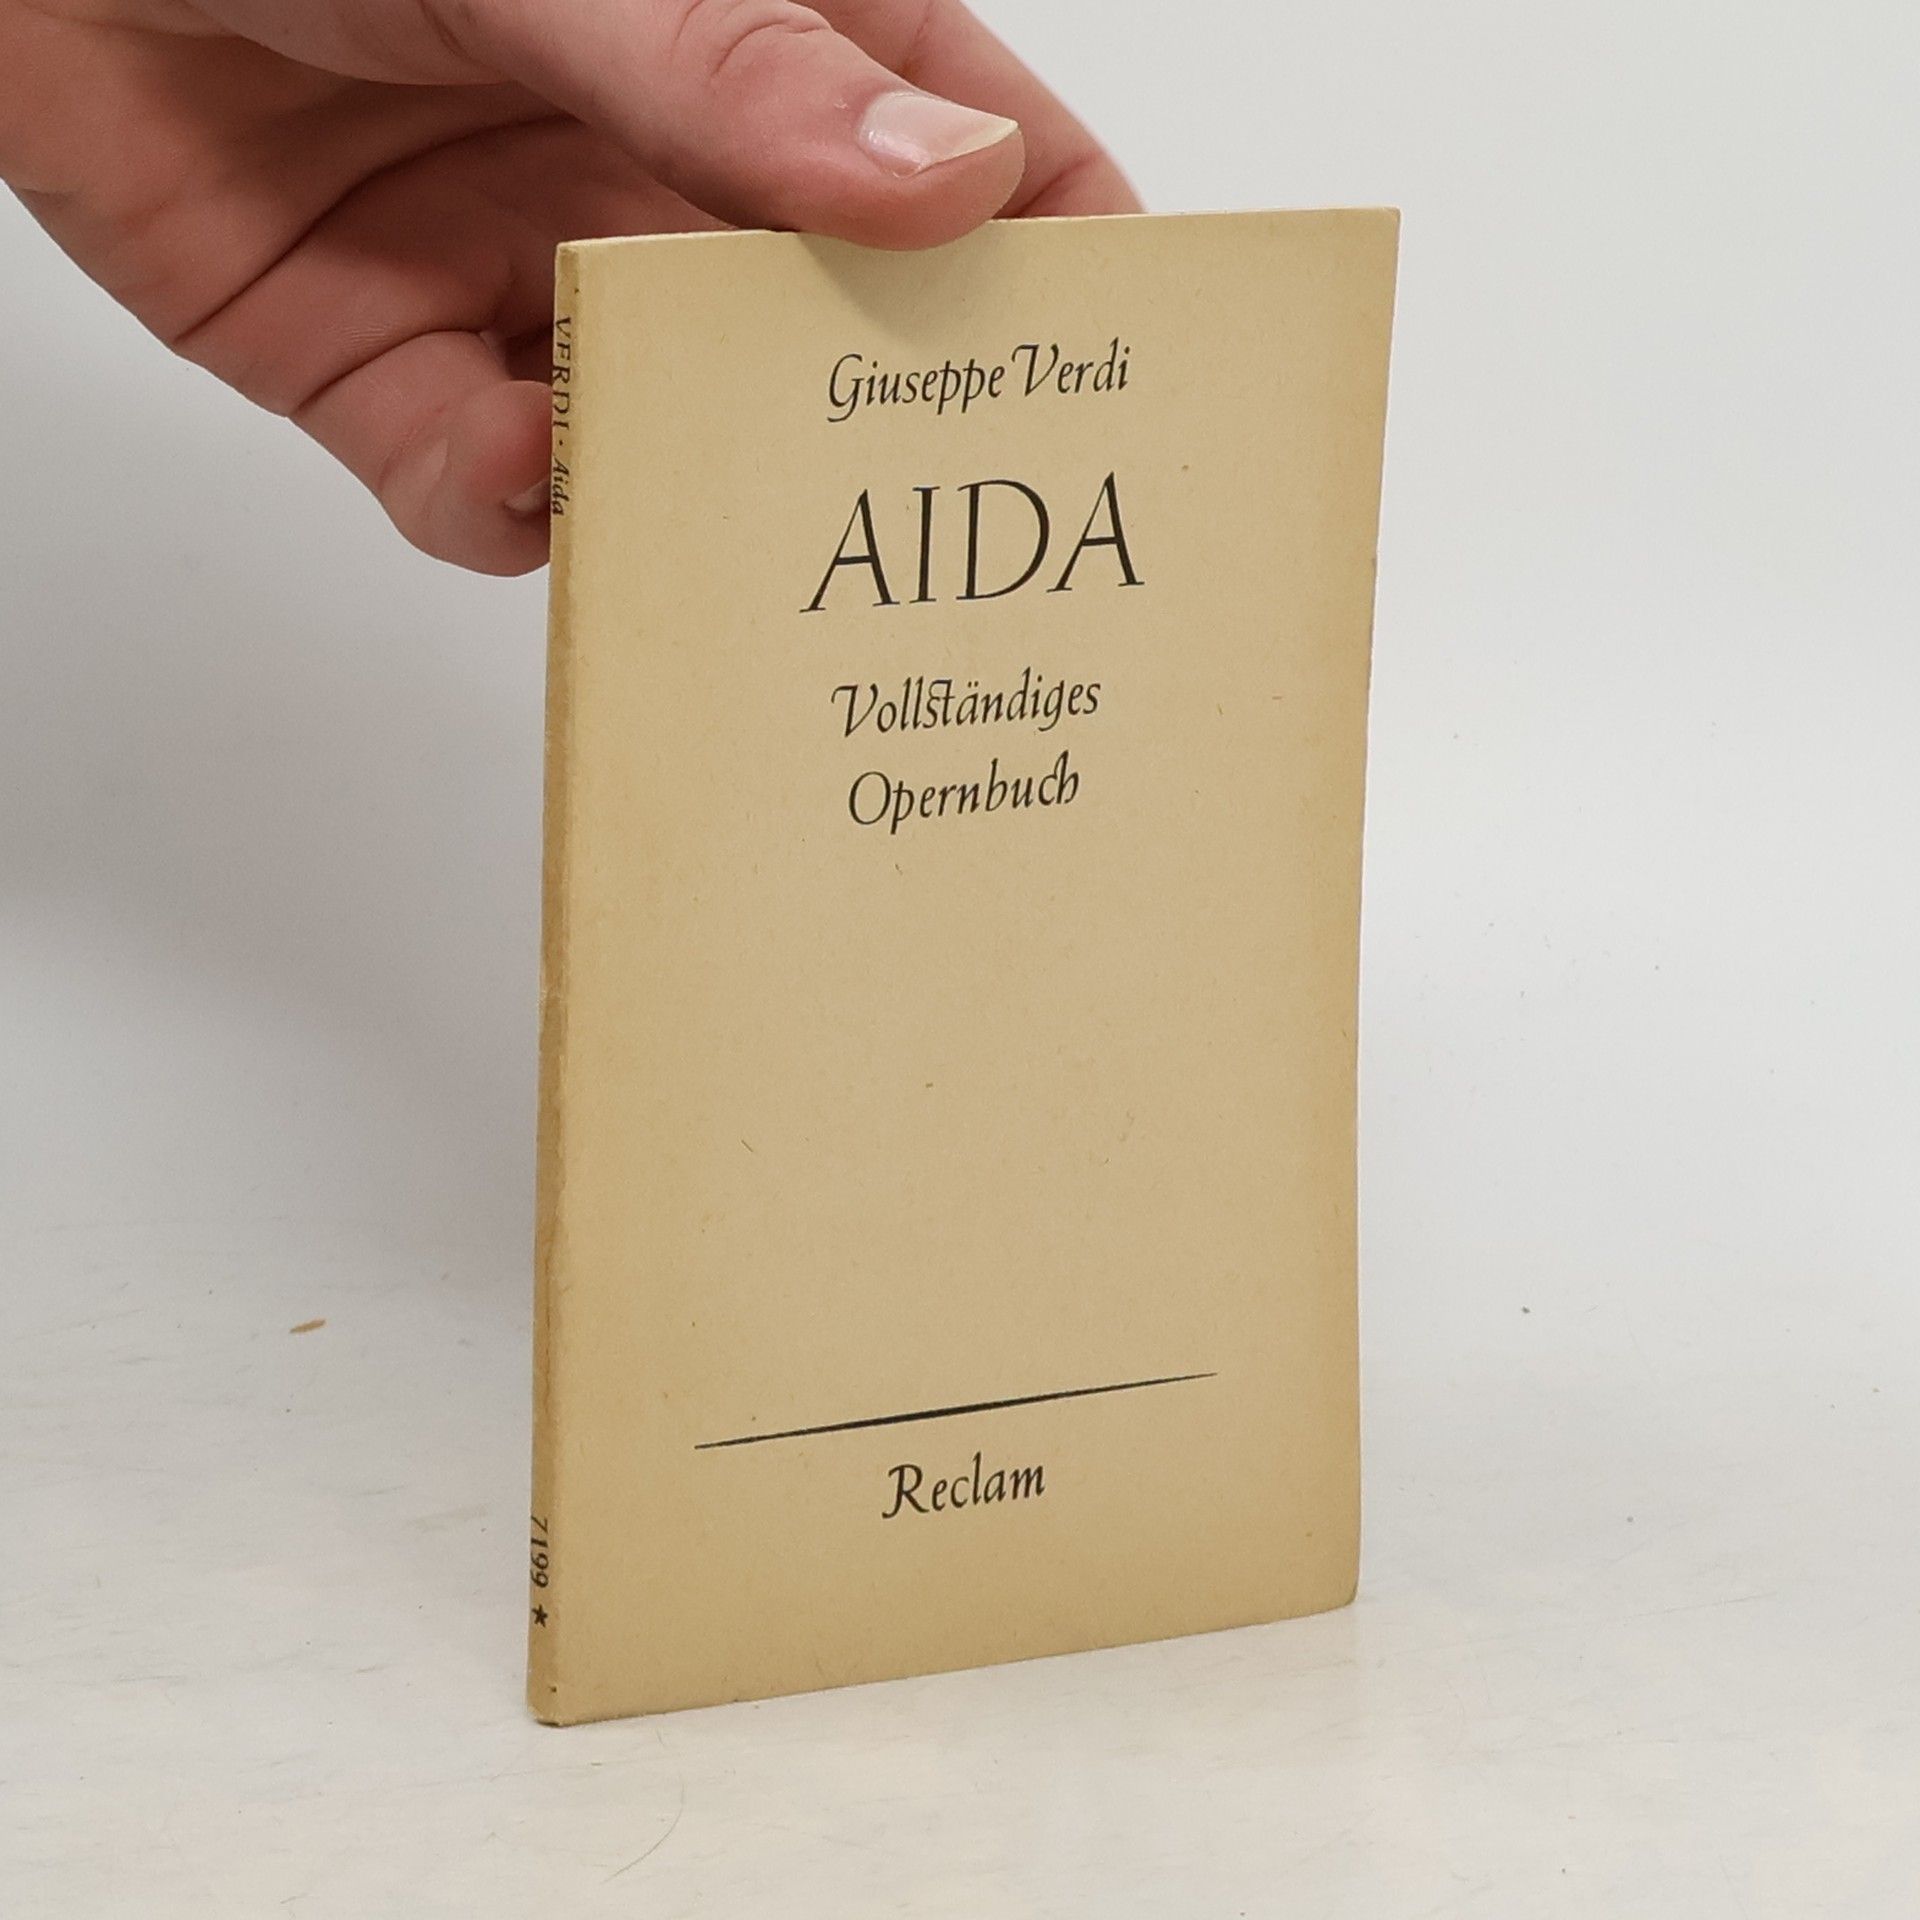 Giuseppe Verdi
AIDA
Vollständiges
Opernbuch
Reclam
VERDI · Aida
7199 ★